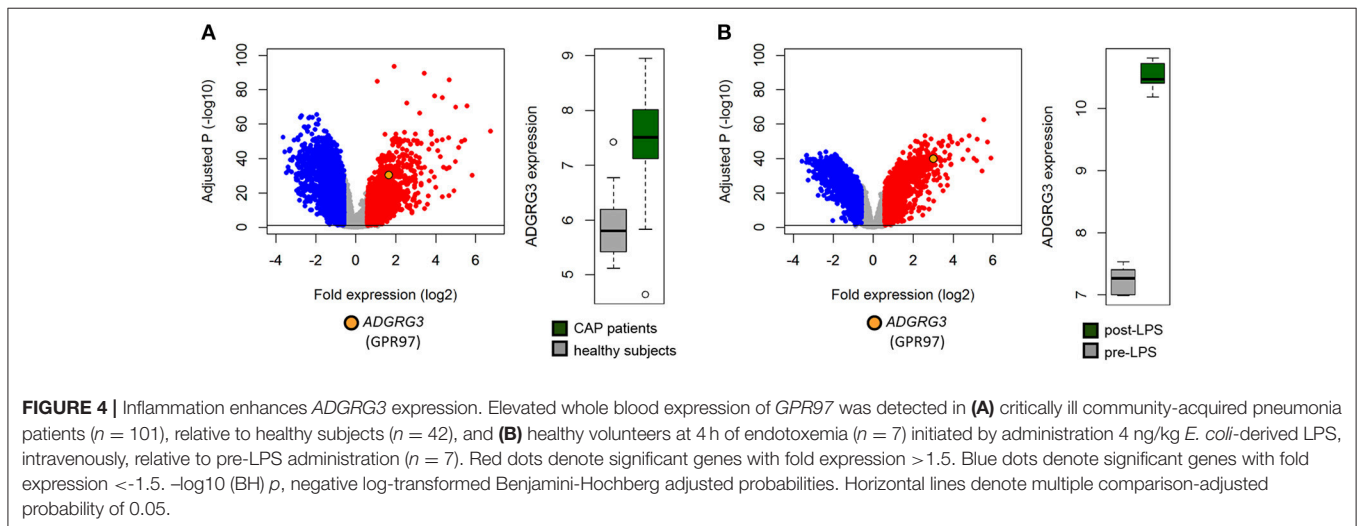 A
Adjusted P (-log10)
100
80
60
40
20
0
-4 -2 0 2 4 6
Fold expression (log2)
ADGRG3
(GPR97)
ADGRG3 expression
9
8
7
6
5
CAP patients
healthy subjects
B
Adjusted P (-log10)
100
80
60
40
20
0
-4 -2 0 2 4 6
Fold expression (log2)
ADGRG3
(GPR97)
ADGRG3 expression
10
9
8
7
post-LPS
pre-LPS
FIGURE 4 | Inflammation enhances ADGRG3 expression. Elevated whole blood expression of GPR97 was detected in (A) critically ill community-acquired pneumonia
patients (n = 101), relative to healthy subjects (n = 42), and (B) healthy volunteers at 4 h of endotoxemia (n = 7) initiated by administration 4 ng/kg E. coli-derived LPS,
intravenously, relative to pre-LPS administration (n = 7). Red dots denote significant genes with fold expression >1.5. Blue dots denote significant genes with fold
expression <-1.5. –log10 (BH) p, negative log-transformed Benjamini-Hochberg adjusted probabilities. Horizontal lines denote multiple comparison-adjusted
probability of 0.05.